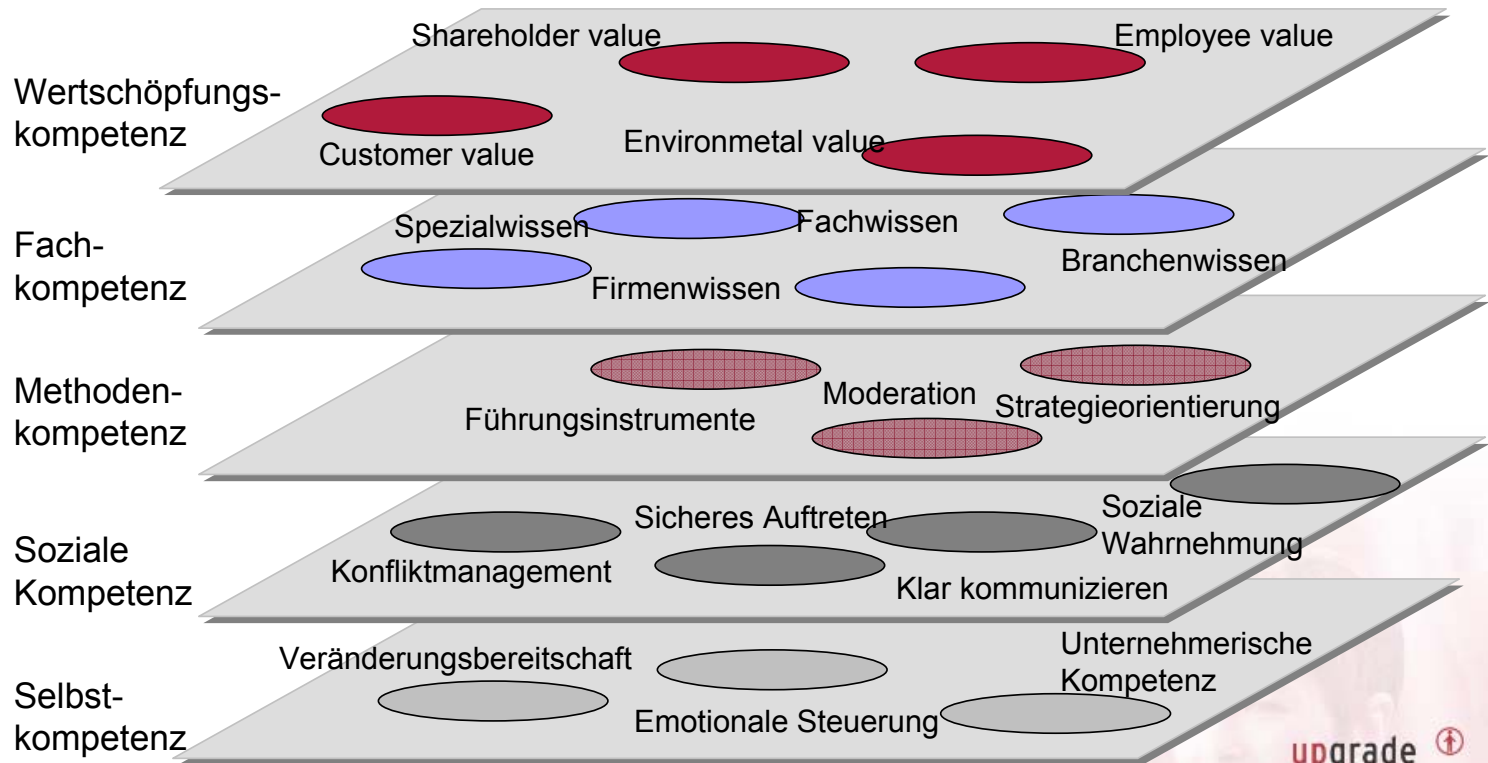 Shareholder value
Employee value
Wertschöpfungs-
kompetenz
Customer value
Environmetal value
Fach-
kompetenz
Spezialwissen
Fachwissen
Firmenwissen
Branchenwissen
Methoden-
kompetenz
Führungsinstrumente
Moderation
Strategieorientierung
Soziale
Kompetenz
Konfliktmanagement
Sicheres Auftreten
Klar kommunizieren
Soziale
Wahrnehmung
Selbst-
kompetenz
Veränderungsbereitschaft
Emotionale Steuerung
Unternehmerische
Kompetenz
upgrade